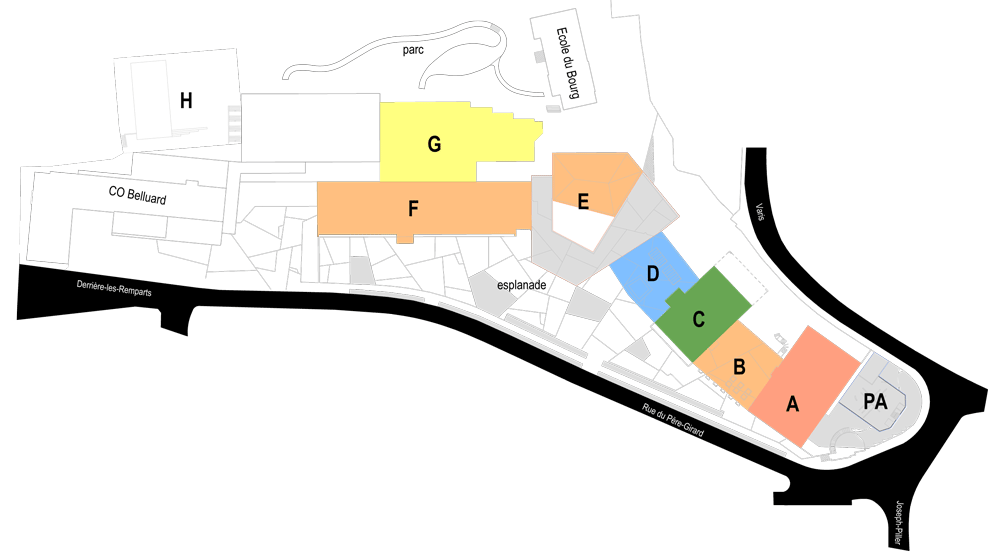 parc
Ecole du Bourg
H
G
CO Belluard
E
F
Varis
D
esplanade
Derrière-les-Remparts
C
B
A
PA
Rue du Père-Girard
Joseph-Piller